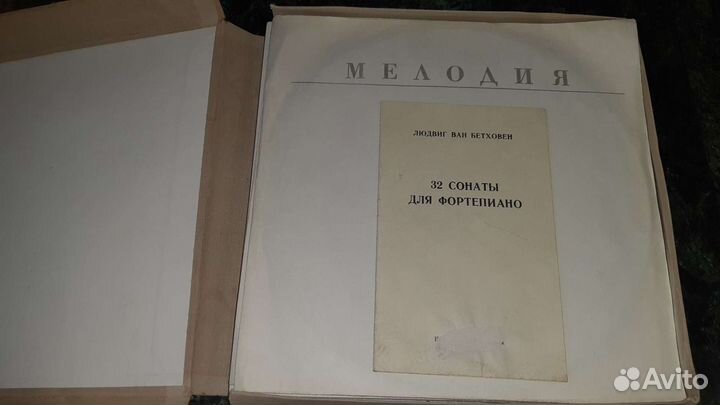 МЕЛОДИЯ
ЛЮДВИГ ВАН БЕТХОВЕН
32 СОНАТЫ
ДЛЯ ФОРТЕПИАНО
Avito